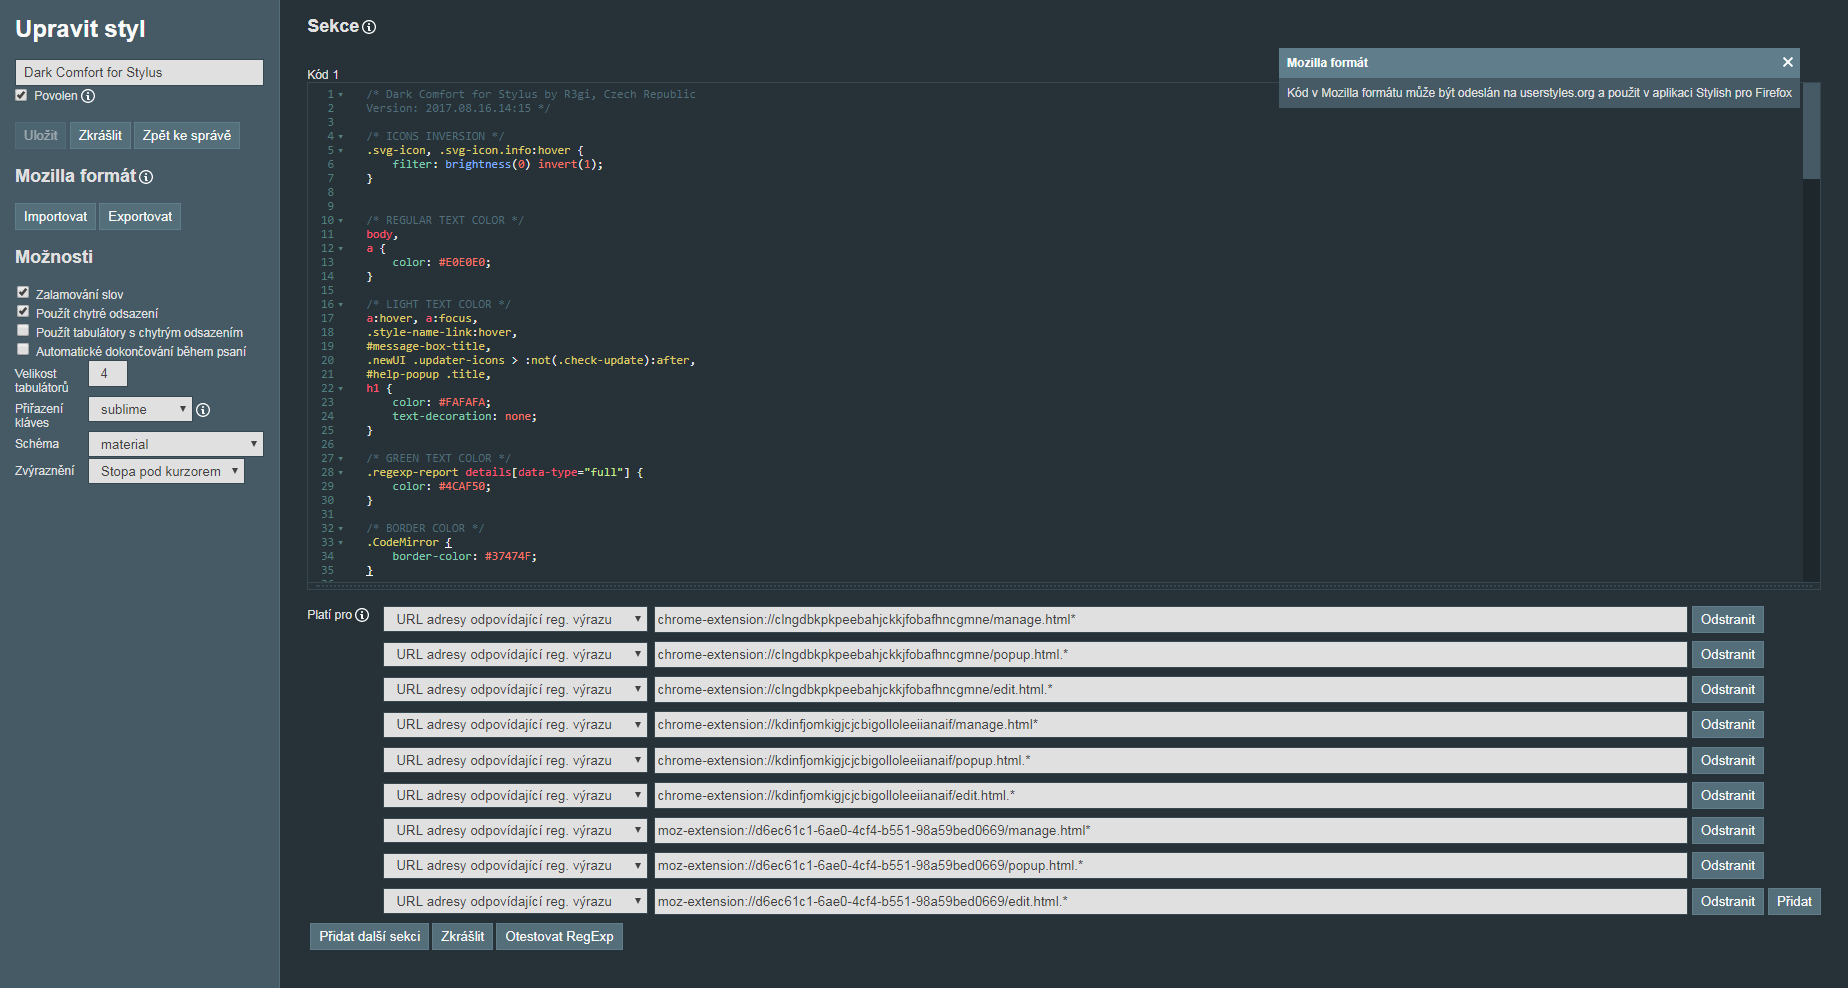 Upravit styl
Dark Comfort for Stylus
Povolen
Uložit Zkrášlit Zpět ke správě
Mozilla formát
Importovat Exportovat
Možnosti
Zalamování slov
Použít chytré odsazení
Použít tabulátory s chytrým odsazením
Automatické dokončování během psaní
Velikost
tabulátorů
4
Přiřazení
kláves
sublime
Schéma material
Zvýraznění Stopa pod kurzorem
Sekce
Mozilla formát
Kód v Mozilla formátu může být odeslán na userstyles.org a použit v aplikaci Stylish pro Firefox
Kód 1
1 /* Dark Comfort for Stylus by R3gi, Czech Republic
2 Version: 2017.08.16.14:15 */
3
4 /* ICONS INVERSION */
5 .svg-icon, .svg-icon.info:hover {
6 filter: brightness(0) invert(1);
7 }
8
9
10 /* REGULAR TEXT COLOR */
11 body,
12 a {
13 color: #E0E0E0;
14 }
15
16 /* LIGHT TEXT COLOR */
17 a:hover, a:focus,
18 .style-name-link:hover,
19 #message-box-title,
20 .newUI .updater-icons > :not(.check-update):after,
21 #help-popup .title,
22 h1 {
23 color: #FAFAFA;
24 text-decoration: none;
25 }
26
27 /* GREEN TEXT COLOR */
28 .regexp-report details[data-type="full"] {
29 color: #4CAF50;
30 }
31
32 /* BORDER COLOR */
33 .CodeMirror {
34 border-color: #37474F;
35 }
Platí pro URL adresy odpovídající reg. výrazu chrome-extension://clngdbkpkpeebahjckkjfobafhncgmne/manage.html* Odstranit
URL adresy odpovídající reg. výrazu chrome-extension://clngdbkpkpeebahjckkjfobafhncgmne/popup.html.* Odstranit
URL adresy odpovídající reg. výrazu chrome-extension://clngdbkpkpeebahjckkjfobafhncgmne/edit.html.* Odstranit
URL adresy odpovídající reg. výrazu chrome-extension://kdinfjomkigjcjcbigolloleeiianaif/manage.html* Odstranit
URL adresy odpovídající reg. výrazu chrome-extension://kdinfjomkigjcjcbigolloleeiianaif/popup.html.* Odstranit
URL adresy odpovídající reg. výrazu chrome-extension://kdinfjomkigjcjcbigolloleeiianaif/edit.html.* Odstranit
URL adresy odpovídající reg. výrazu moz-extension://d6ec61c1-6ae0-4cf4-b551-98a59bed0669/manage.html* Odstranit
URL adresy odpovídající reg. výrazu moz-extension://d6ec61c1-6ae0-4cf4-b551-98a59bed0669/popup.html.* Odstranit
URL adresy odpovídající reg. výrazu moz-extension://d6ec61c1-6ae0-4cf4-b551-98a59bed0669/edit.html.* Odstranit Přidat
Přidat další sekci Zkrášlit Otestovat RegExp